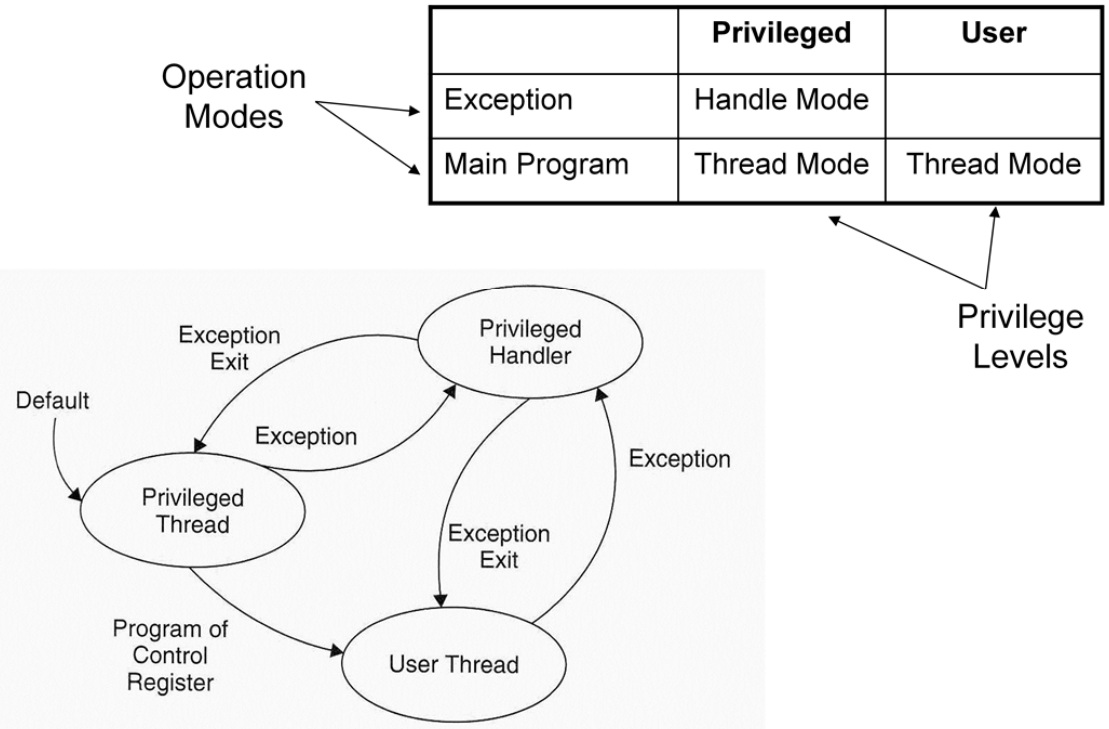 Privileged User
Operation
Modes
Exception Handle Mode
Main Program Thread Mode Thread Mode
Privilege
Levels
Privileged
Handler
Exception
Exit
Default
Exception
Exception
Privileged
Thread
Exception
Exit
Program of
Control
Register
User Thread